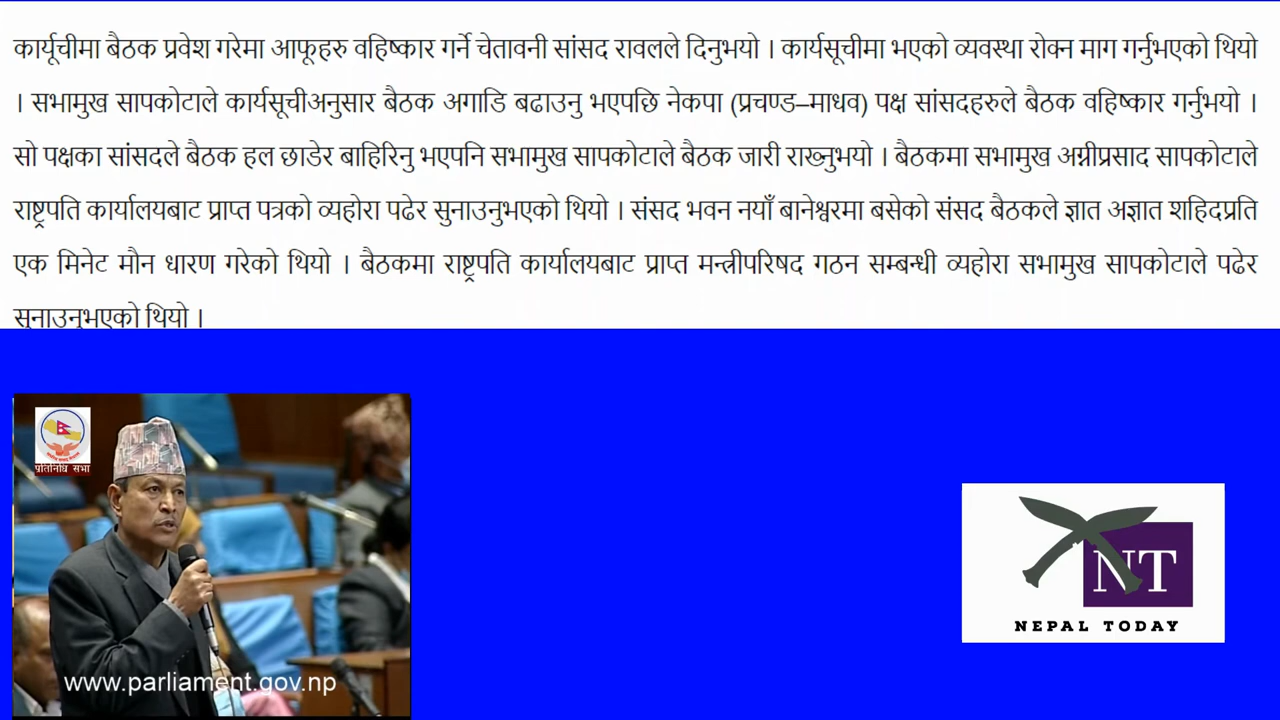 कार्यूचीमा बैठक प्रवेश गरेमा आफूहरु वहिष्कार गर्ने चेतावनी सांसद रावलले दिनुभयो । कार्यसूचीमा भएको व्यवस्था रोक्न माग गर्नुभएको थियो
। सभामुख सापकोटाले कार्यसूचीअनुसार बैठक अगाडि बढाउनु भएपछि नेकपा (प्रचण्ड–माधव) पक्ष सांसदहरुले बैठक वहिष्कार गर्नुभयो ।
सो पक्षका सांसदले बैठक हल छाडेर बाहिरिनु भएपनि सभामुख सापकोटाले बैठक जारी राख्नुभयो । बैठकमा सभामुख अग्नीप्रसाद सापकोटाले
राष्ट्रपति कार्यालयबाट प्राप्त पत्रको व्यहोरा पढेर सुनाउनुभएको थियो । संसद भवन नयाँ बानेश्वरमा बसेको संसद बैठकले ज्ञात अज्ञात शहिदप्रति
एक मिनेट मौन धारण गरेको थियो । बैठकमा राष्ट्रपति कार्यालयबाट प्राप्त मन्त्रीपरिषद गठन सम्बन्धी व्यहोरा सभामुख सापकोटाले पढेर
सुनाउनुभएको थियो ।
प्रतिनिधि सभा
www.parliament.gov.np
NT
NEPAL TODAY